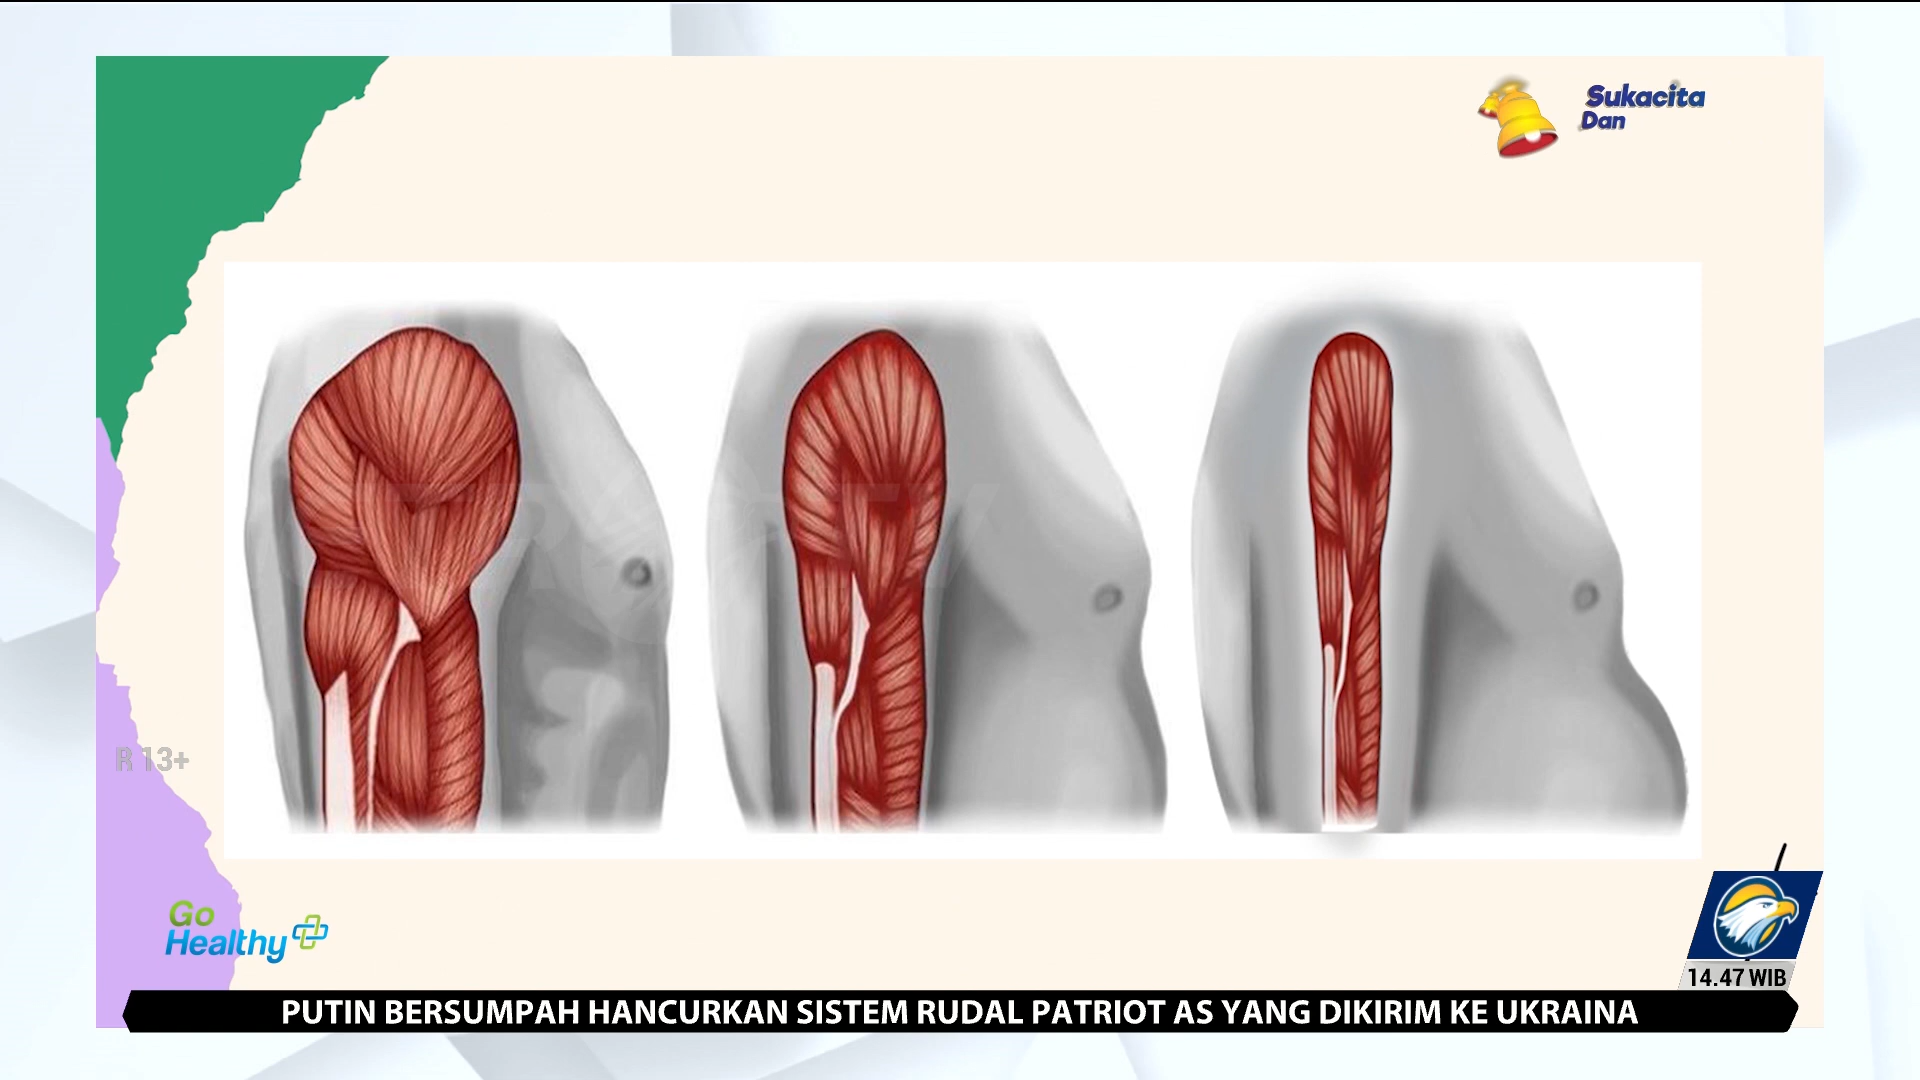 Sukacita
Dan
R 13+
Go
Healthy
14.47 WIB
PUTIN BERSUMPAH HANCURKAN SISTEM RUDAL PATRIOT AS YANG DIKIRIM KE UKRAINA